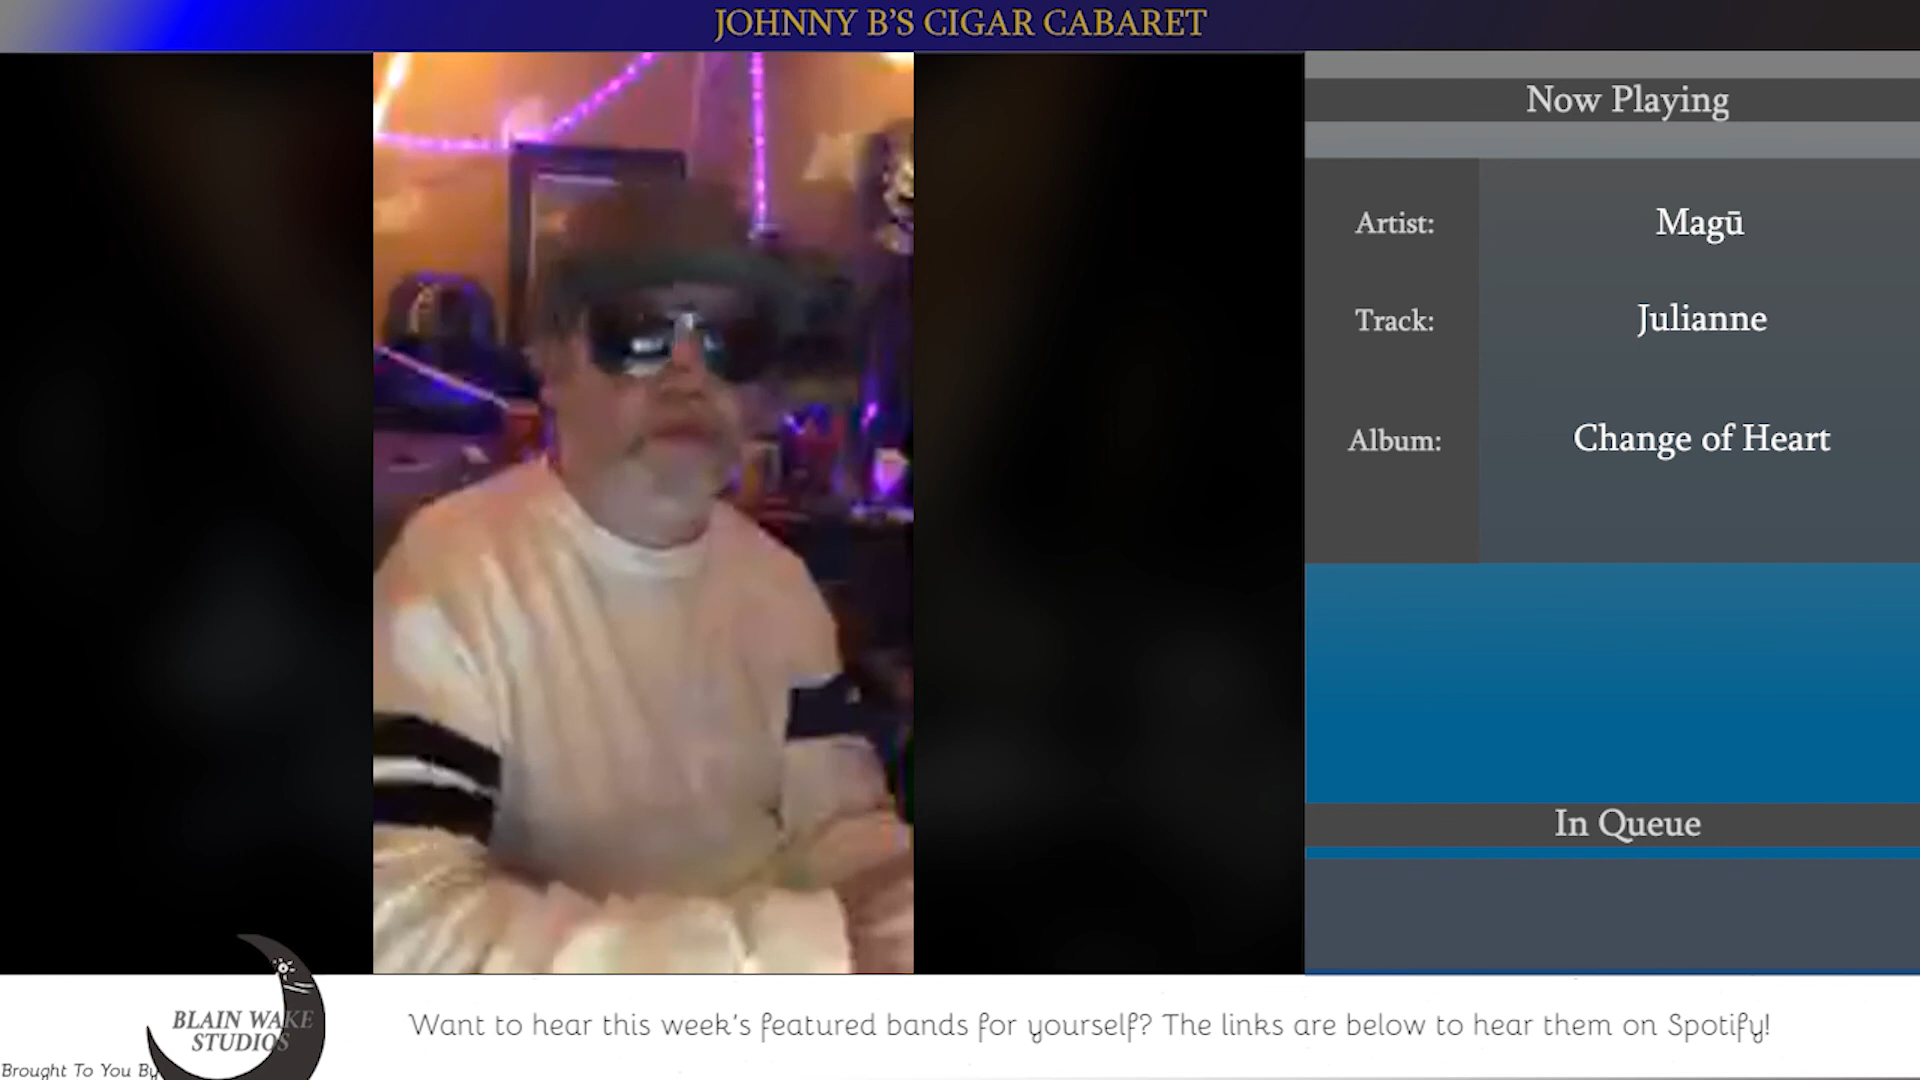 JOHNNY B’S CIGAR CABARET
Now Playing
Artist: Magū
Track: Julianne
Album: Change of Heart
In Queue
BLAIN WAKE
STUDIOS
Want to hear this week's featured bands for yourself? The links are below to hear them on Spotify!
Brought To You By